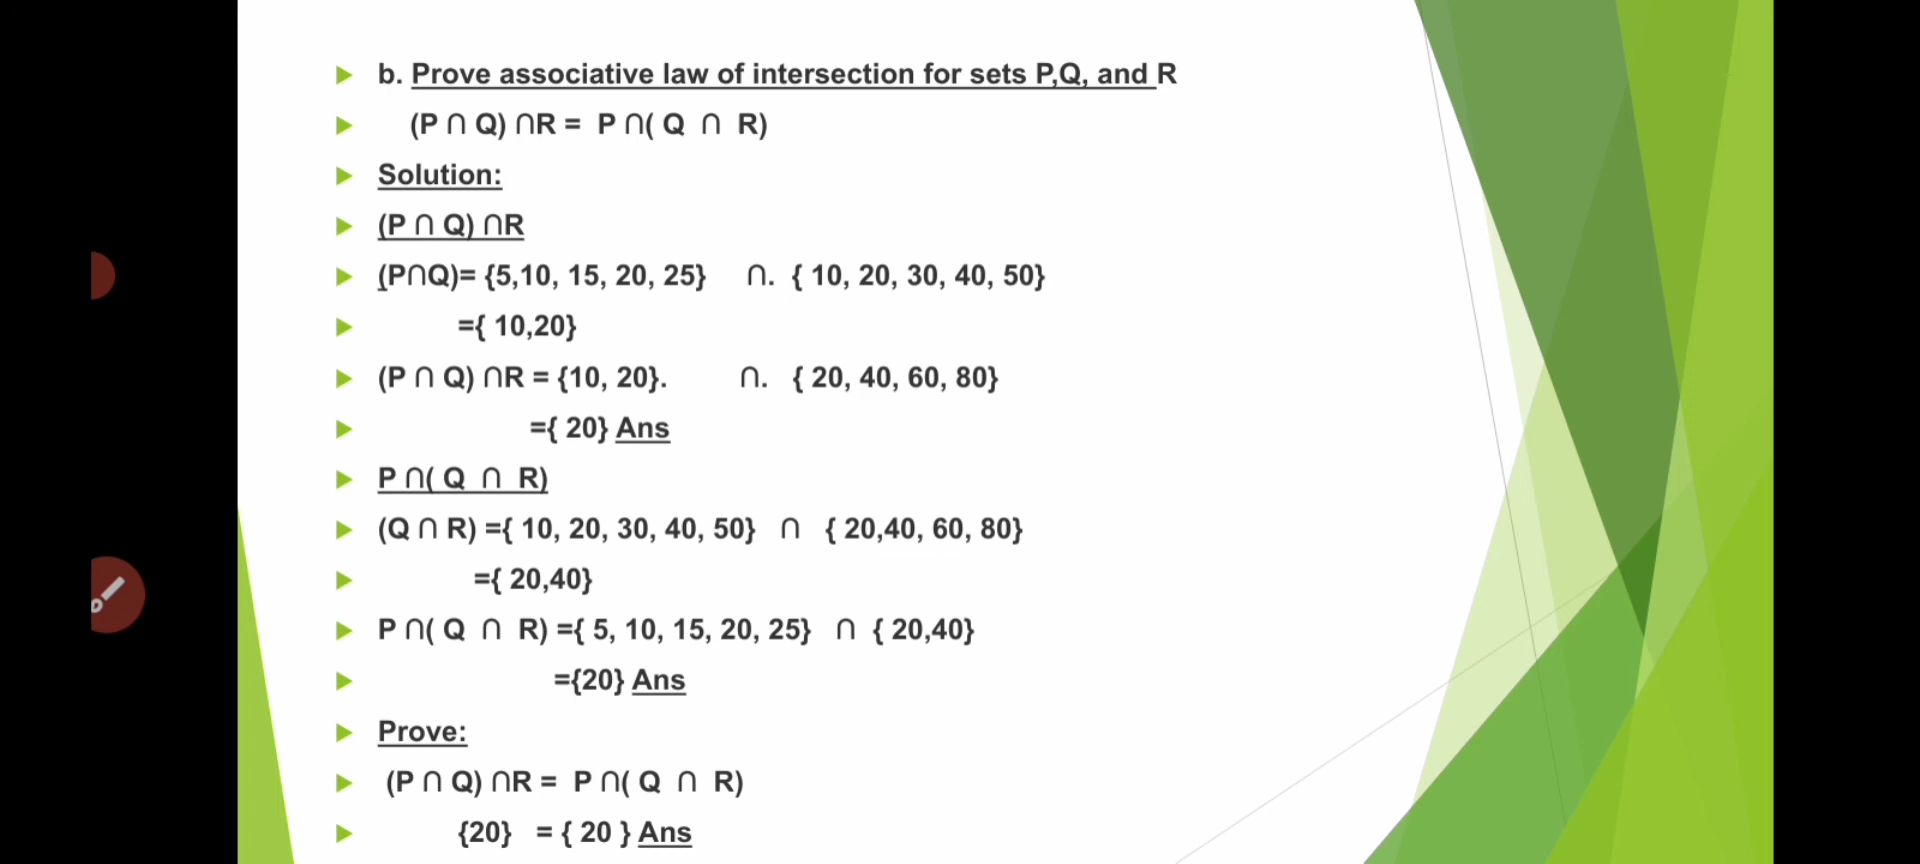 b. Prove associative law of intersection for sets P,Q, and R
(P ∩ Q) ∩R = P ∩( Q ∩ R)
Solution:
(P ∩ Q) ∩R
(P∩Q)= {5,10, 15, 20, 25} ∩. { 10, 20, 30, 40, 50}
={ 10,20}
(P ∩ Q) ∩R = {10, 20}. ∩. { 20, 40, 60, 80}
={ 20} Ans
P ∩( Q ∩ R)
(Q ∩ R) ={ 10, 20, 30, 40, 50} ∩ { 20,40, 60, 80}
={ 20,40}
P ∩( Q ∩ R) ={ 5, 10, 15, 20, 25} ∩ { 20,40}
={20} Ans
Prove:
(P ∩ Q) ∩R = P ∩( Q ∩ R)
{20} = { 20 } Ans